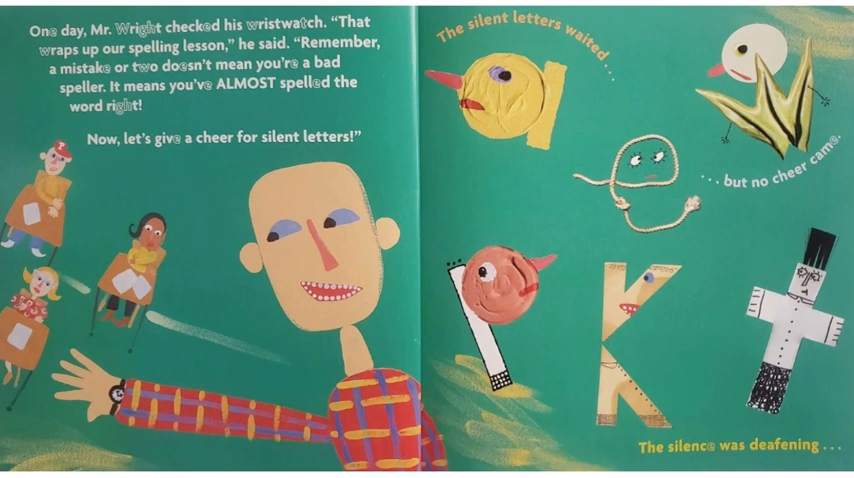 One day, Mr. Wright checked his wristwatch. “That
wraps up our spelling lesson,” he said. “Remember,
a mistake or two doesn’t mean you’re a bad
speller. It means you’ve ALMOST spelled the
word right!
Now, let’s give a cheer for silent letters!”
T
The silent letters waited...
a
e
w
...but no cheer came.
p
K
t
The silence was deafening...